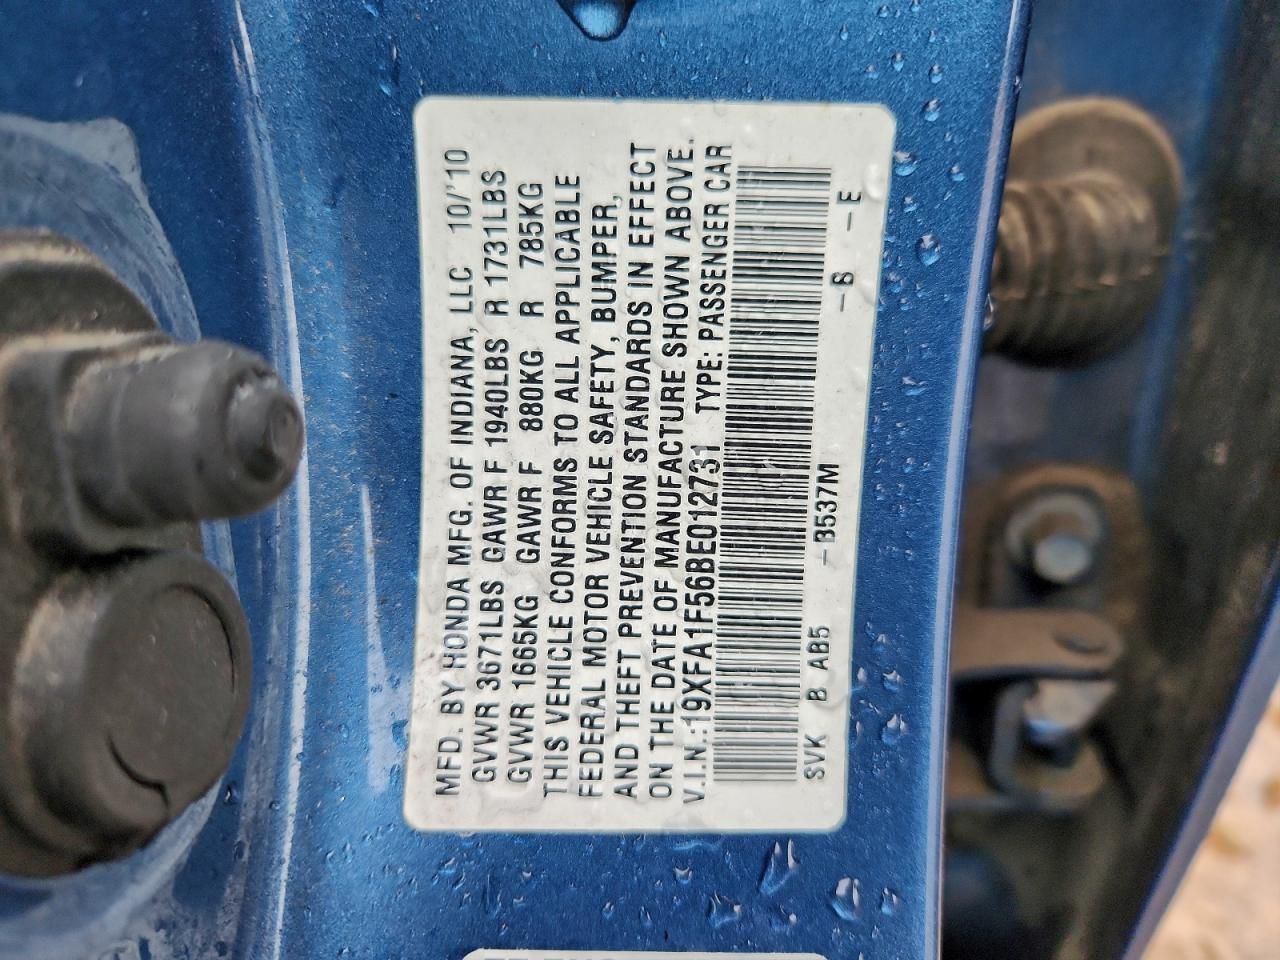 MFD. BY HONDA MFG. OF INDIANA, LLC 10/'10
GVWR 3671LBS GAWR F 1940LBS R 1731LBS
GVWR 1665KG GAWR F 880KG R 785KG
THIS VEHICLE CONFORMS TO ALL APPLICABLE
FEDERAL MOTOR VEHICLE SAFETY, BUMPER,
AND THEFT PREVENTION STANDARDS IN EFFECT
ON THE DATE OF MANUFACTURE SHOWN ABOVE.
V.I.N.:19XFA1F56BE012731 TYPE: PASSENGER CAR
SVK B AB5 -B537M -B -E